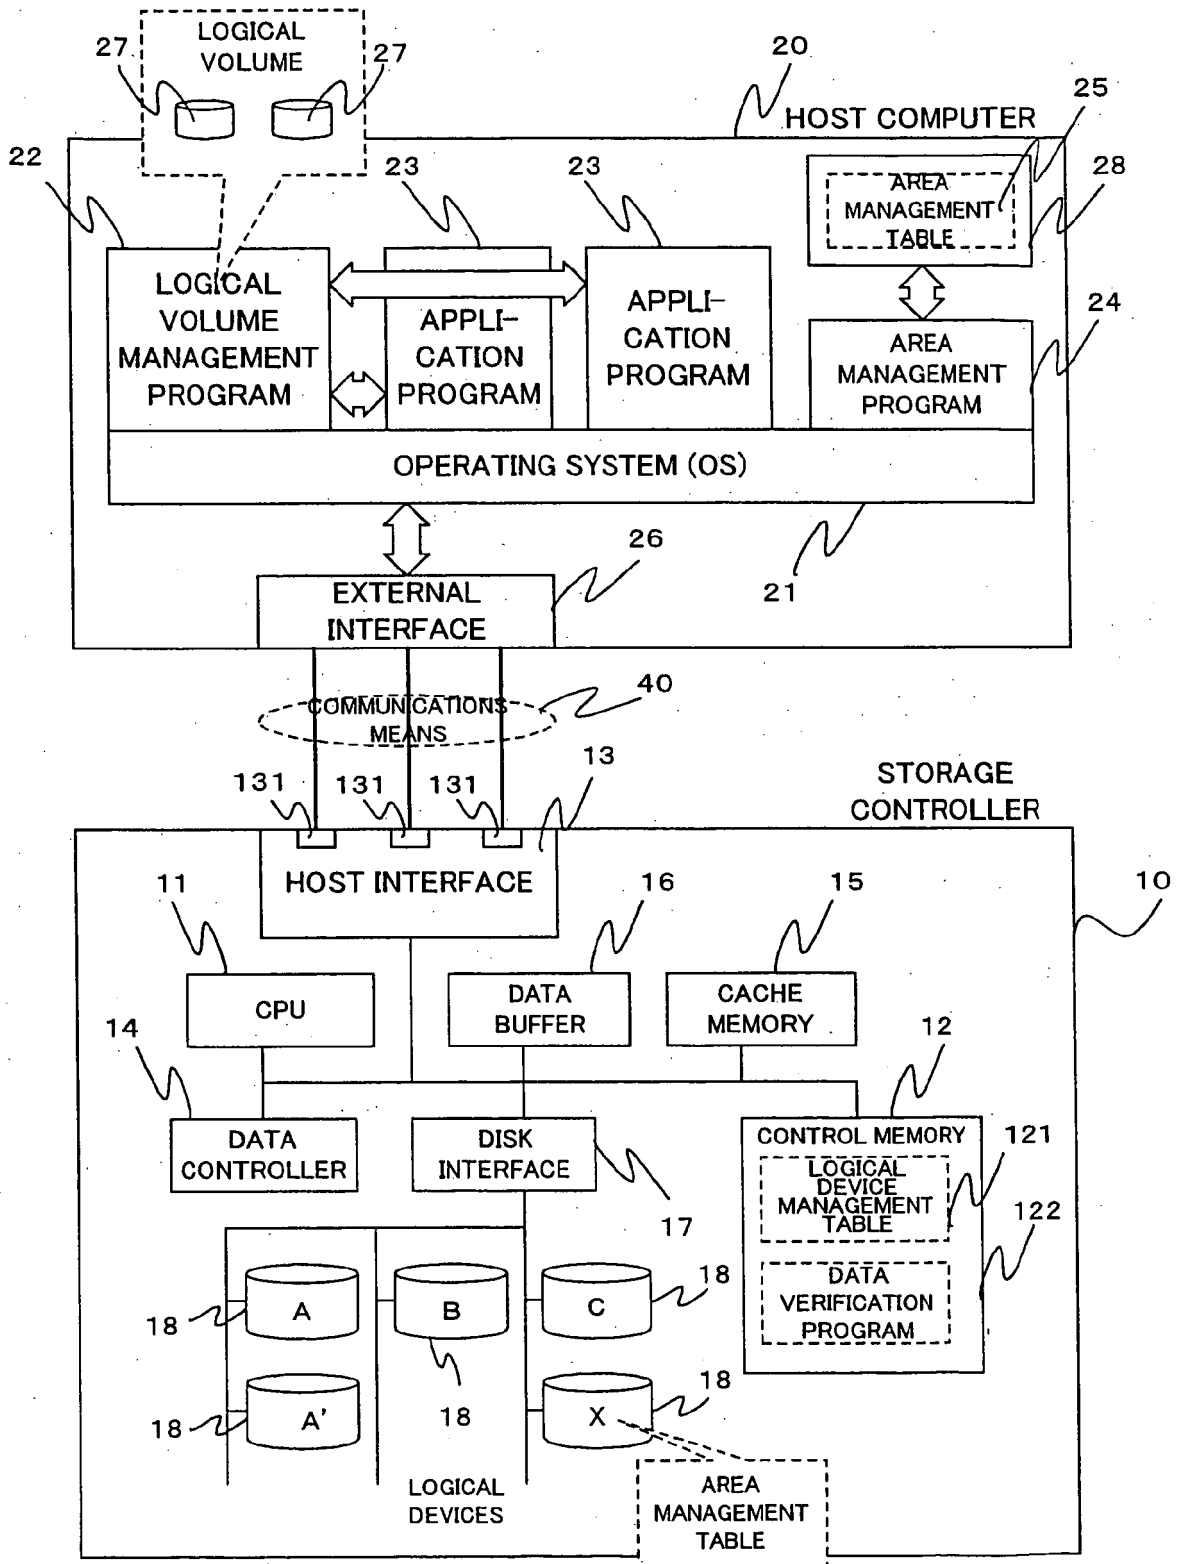 LOGICAL
VOLUME
27
27
20
HOST COMPUTER
25
22
23
23
28
AREA
MANAGEMENT
TABLE
LOGICAL
VOLUME
MANAGEMENT
PROGRAM
APPLI-
CATION
PROGRAM
APPLI-
CATION
PROGRAM
24
AREA
MANAGEMENT
PROGRAM
OPERATING SYSTEM (OS)
21
26
EXTERNAL
INTERFACE
40
COMMUNICATIONS
MEANS
131
131
131
13
STORAGE
CONTROLLER
HOST INTERFACE
10
11
16
15
CPU
DATA
BUFFER
CACHE
MEMORY
14
12
DATA
CONTROLLER
DISK
INTERFACE
17
CONTROL MEMORY
121
LOGICAL
DEVICE
MANAGEMENT
TABLE
122
DATA
VERIFICATION
PROGRAM
A
18
B
18
C
18
A'
18
X
18
LOGICAL
DEVICES
AREA
MANAGEMENT
TABLE